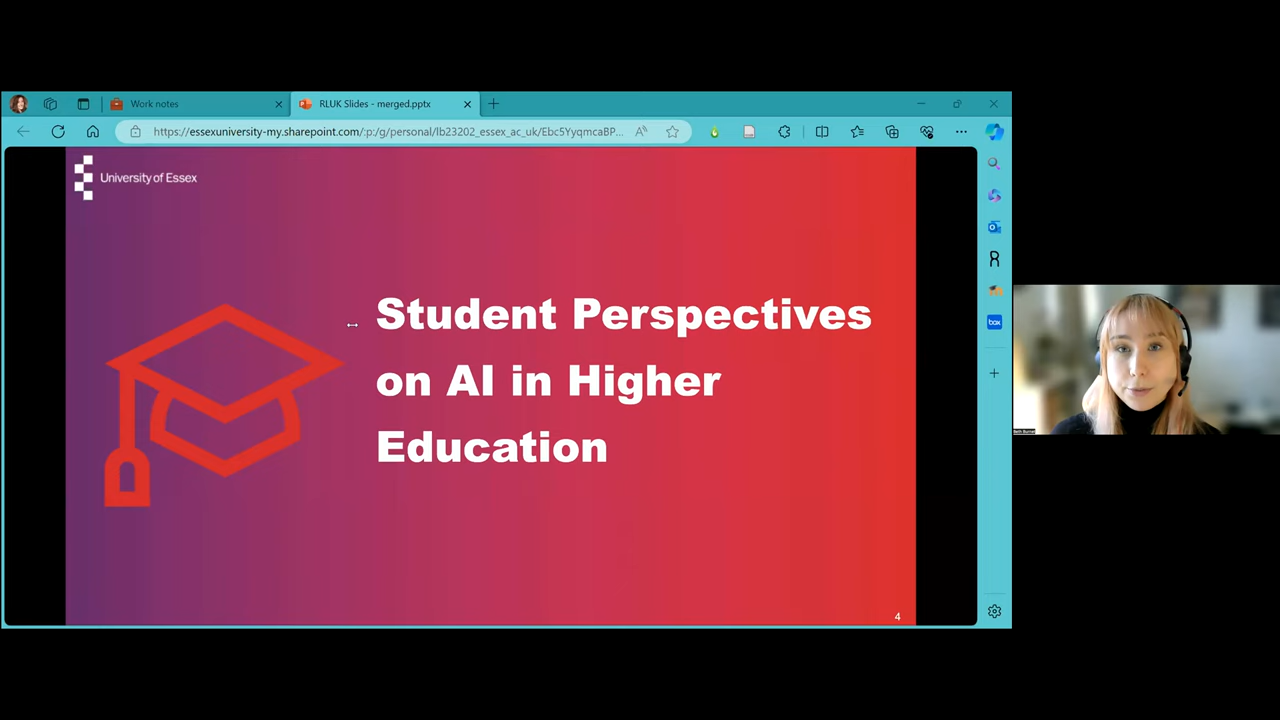 Work notes
RLUK Slides - merged.pptx
https://essexuniversity-my.sharepoint.com/:p:/g/personal/lb23202_essex_ac_uk/Ebc5YyqmcaBP...
University of Essex
Student Perspectives
on AI in Higher
Education
box
4